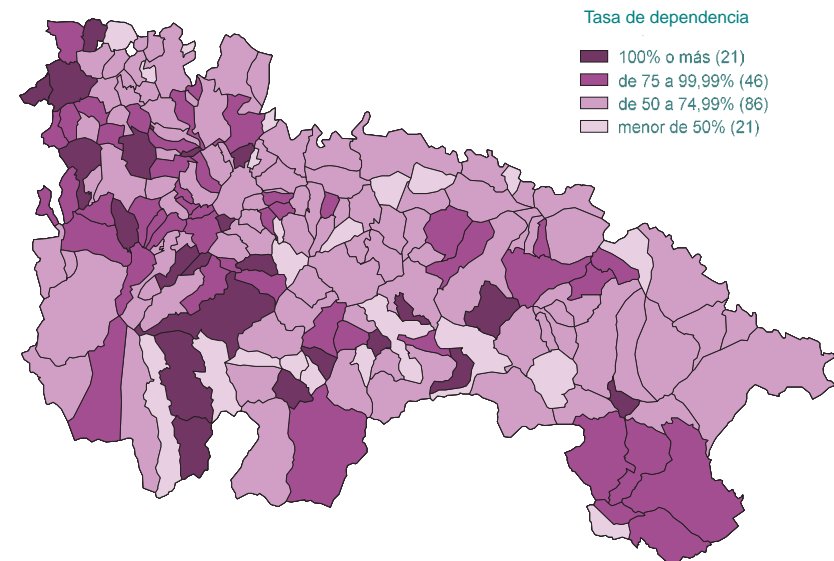 Tasa de dependencia
100% o más (21)
de 75 a 99,99% (46)
de 50 a 74,99% (86)
menor de 50% (21)